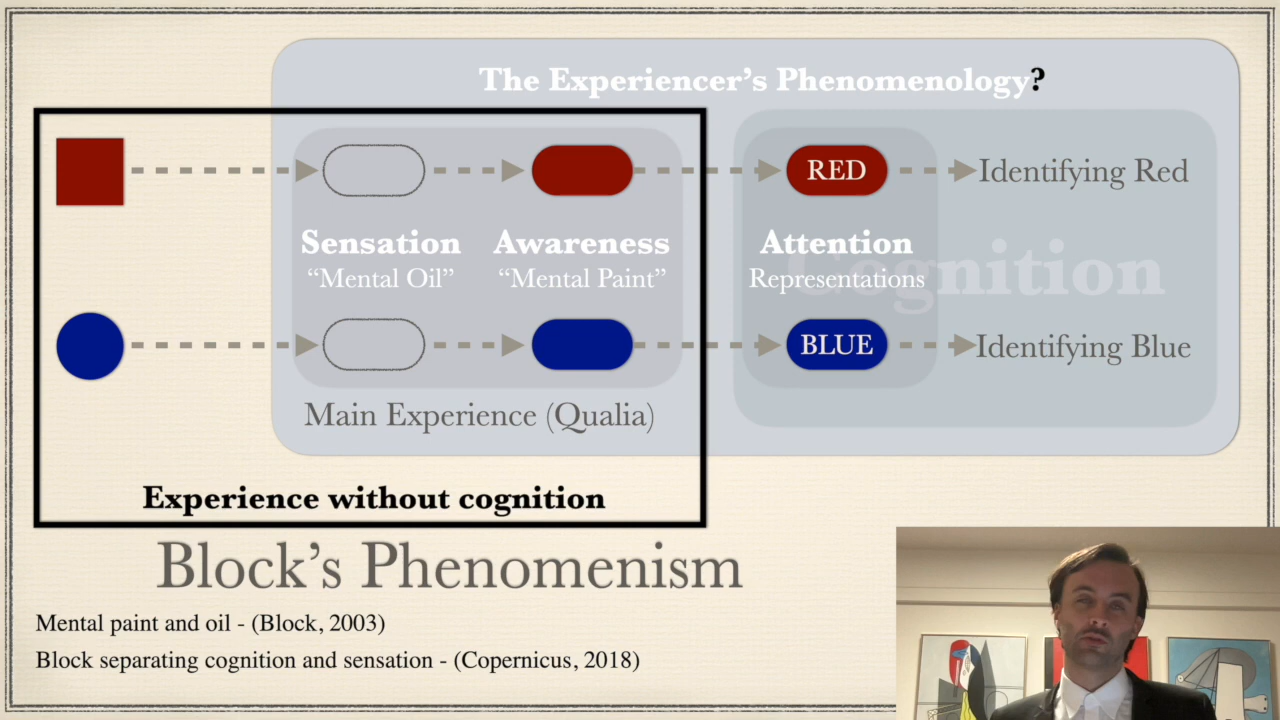 The Experiencer's Phenomenology?
RED
Identifying Red
Sensation
"Mental Oil"
Awareness
"Mental Paint"
Attention
Representations
Cognition
BLUE
Identifying Blue
Main Experience (Qualia)
Experience without cognition
Block's Phenomenism
Mental paint and oil - (Block, 2003)
Block separating cognition and sensation - (Copernicus, 2018)